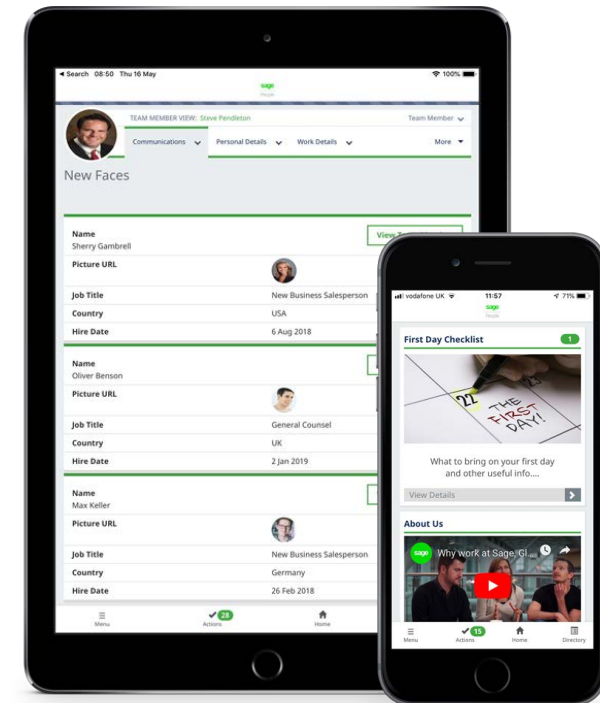 Search 08:50 Thu 16 May 100%
sage
People
TEAM MEMBER VIEW: Steve Pendleton Team Member
Communications Personal Details Work Details More
New Faces
Name
Sherry Gambrell
View
Picture URL
Job Title New Business Salesperson
Country USA
Hire Date 6 Aug 2018
Name
Oliver Benson
Picture URL
Job Title General Counsel
Country UK
Hire Date 2 Jan 2019
Name
Max Keller
Picture URL
Job Title New Business Salesperson
Country Germany
Hire Date 26 Feb 2018
Menu Actions 28 Home
vodafone UK 11:57 71%
sage
People
First Day Checklist 1
22 23
THE
FIRST
DAY!
What to bring on your first day
and other useful info....
View Details
About Us
sage Why work at Sage, Gl...
Menu Actions 15 Home Directory